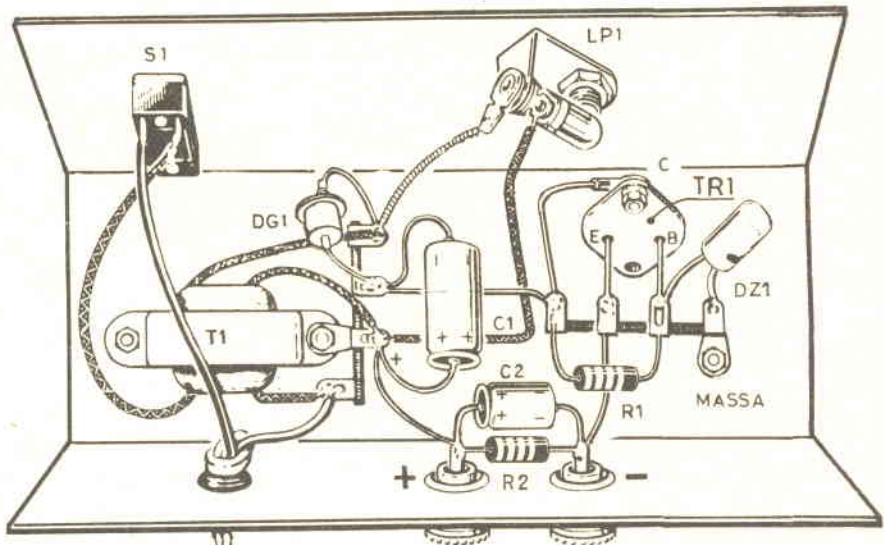 S1
LP1
C
TR1
DG1
E
B
DZ1
T1
+
+ +
C1
C2
+
+
-
-
R1
MASSA
+
R2
-